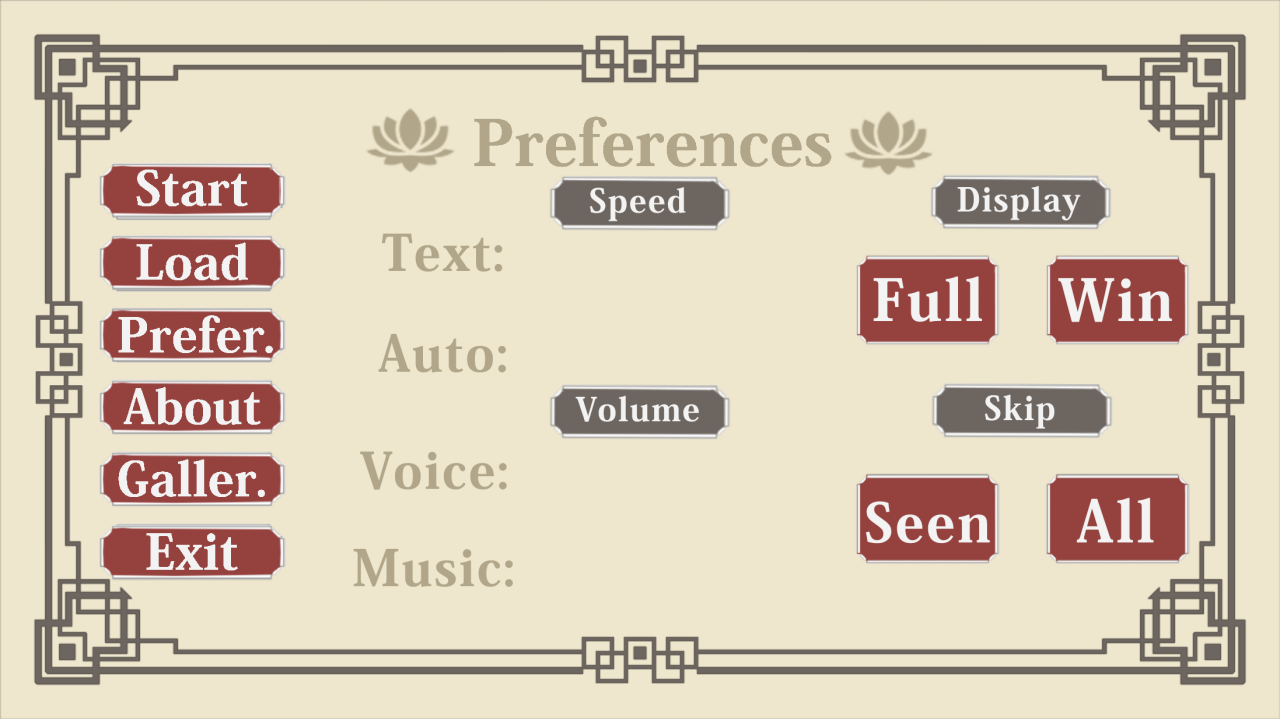 Preferences
Start
Load
Prefer.
About
Galler.
Exit
Speed
Text:
Auto:
Volume
Voice:
Music:
Display
Full
Win
Skip
Seen
All